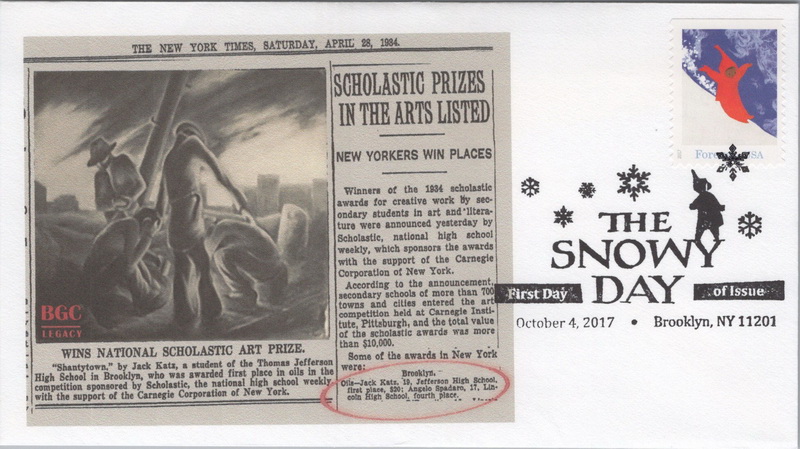 THE NEW YORK TIMES, SATURDAY, APRIL 28, 1934.
BGC
LEGACY
WINS NATIONAL SCHOLASTIC ART PRIZE.
"Shantytown," by Jack Katz, a student of the Thomas Jefferson
High School in Brooklyn, who was awarded first place in oils in the
competition sponsored by Scholastic, the national high school weekly
with the support of the Carnegie Corporation of New York.
SCHOLASTIC PRIZES
IN THE ARTS LISTED
NEW YORKERS WIN PLACES
Winners of the 1934 scholastic
awards for creative work by sec-
ondary students in art and litera-
ture were announced yesterday by
Scholastic, national high school
weekly, which sponsors the awards
with the support of the Carnegie
Corporation of New York.
According to the announcement,
secondary schools of more than 700
towns and cities entered the art
competition held at Carnegie Insti-
tute, Pittsburgh, and the total value
of the scholastic awards was more
than $10,000.
Some of the awards in New York
were:
Brooklyn.
Oils—Jack Katz, 19, Jefferson High School,
first place, $20; Angelo Spadaro, 17, Lin-
coln High School, fourth place.
Forever USA
2017
THE
SNOWY
DAY
First Day
of Issue
October 4, 2017 • Brooklyn, NY 11201